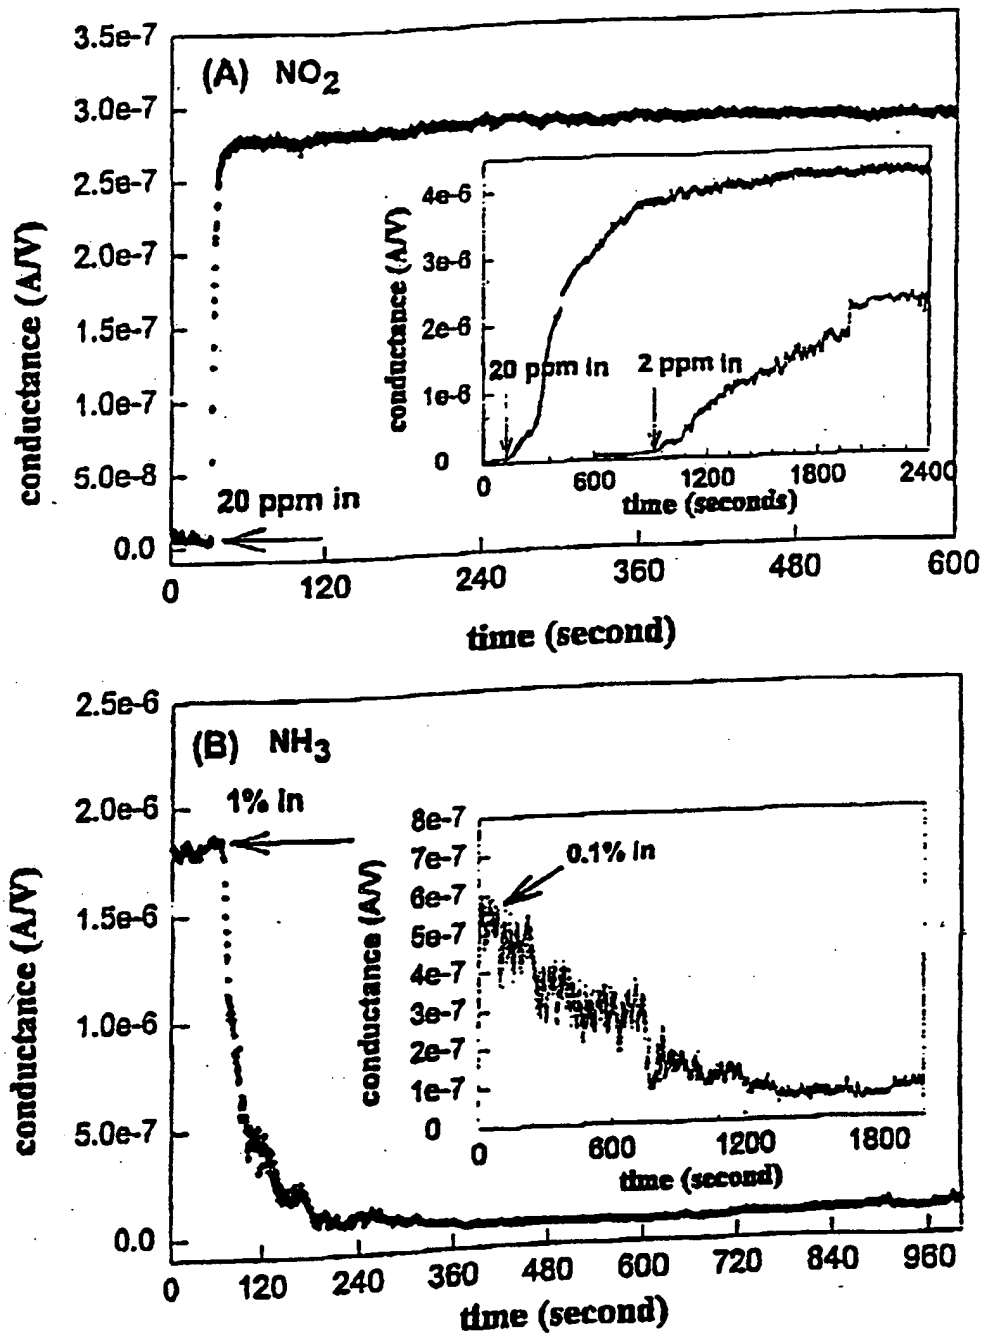 3.5e-7
(A) NO2
3.0e-7
2.5e-7
2.0e-7
1.5e-7
1.0e-7
5.0e-8
0.0
conductance (A/V)
20 ppm in
0 120 240 360 480 600
time (second)
4e-6
3e-6
2e-6
1e-6
0
conductance (A/V)
20 ppm in 2 ppm in
0 600 1200 1800 2400
time (seconds)
2.5e-6
(B) NH3
2.0e-6
1.5e-6
1.0e-6
5.0e-7
0.0
conductance (A/V)
1% in
0 120 240 360 480 600 720 840 960
time (second)
8e-7
7e-7
6e-7
5e-7
4e-7
3e-7
2e-7
1e-7
0
conductance (A/V)
0.1% in
0 600 1200 1800
time (second)